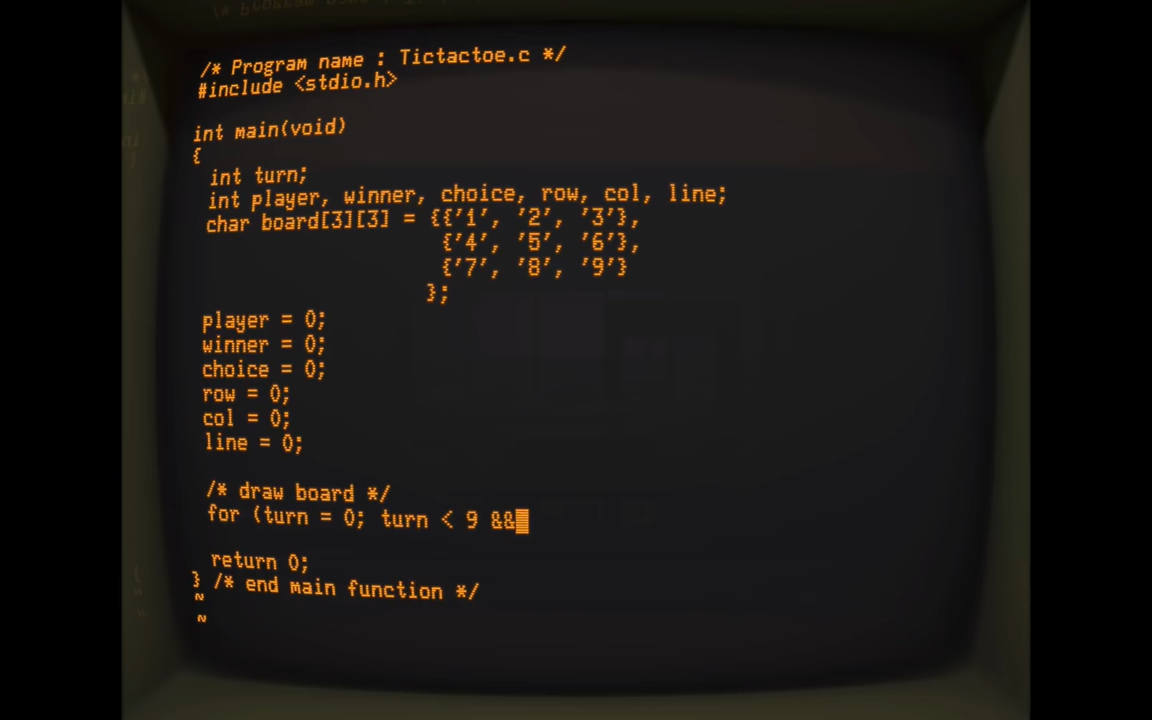 /* Program name : Tictactoe.c */
#include <stdio.h>
int main(void)
{
int turn;
int player, winner, choice, row, col, line;
char board[3][3] = {{'1', '2', '3'},
{'4', '5', '6'},
{'7', '8', '9'}
};
player = 0;
winner = 0;
choice = 0;
row = 0;
col = 0;
line = 0;
/* draw board */
for (turn = 0; turn < 9 &&
return 0;
} /* end main function */
~
~